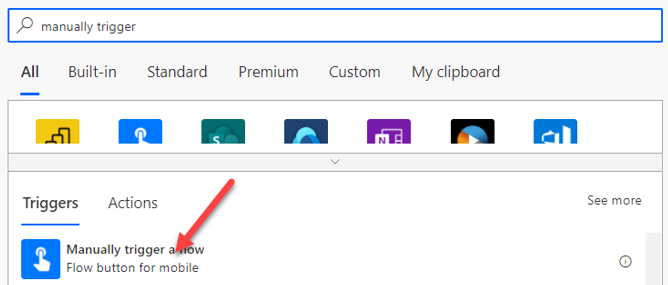 manually trigger
All Built-in Standard Premium Custom My clipboard
Triggers Actions See more
Manually trigger a flow
Flow button for mobile